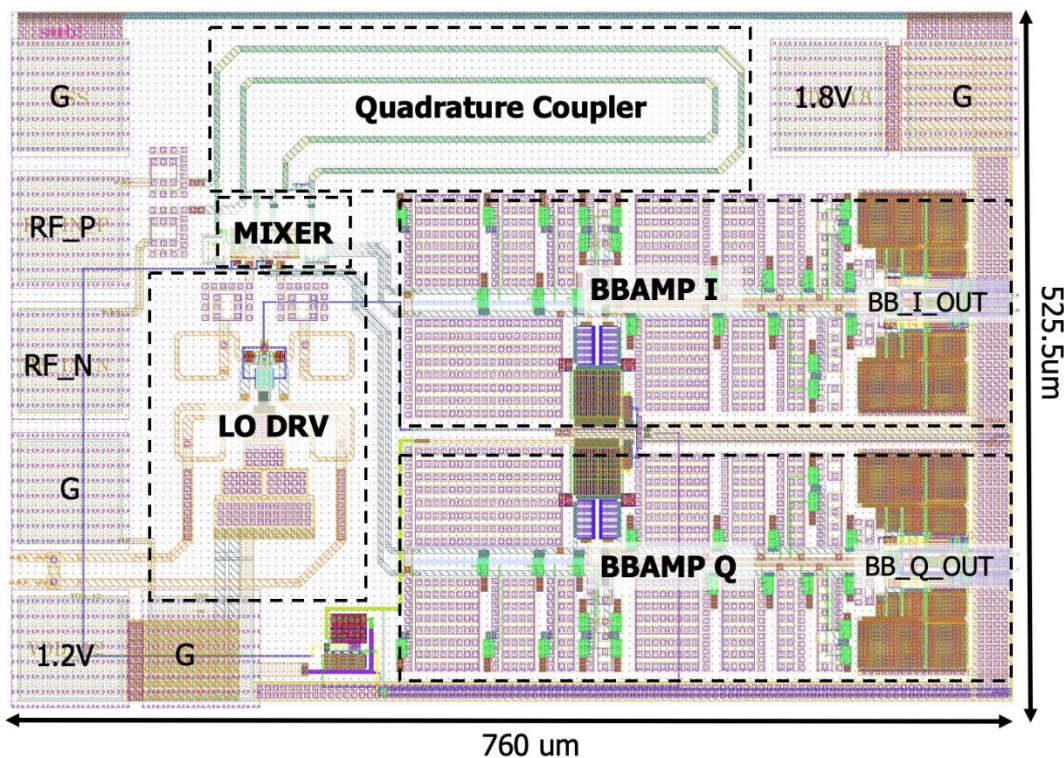 G
Quadrature Coupler
1.8V
G
RF_P
MIXER
BBAMP I
BB_I_OUT
RF_N
LO DRV
G
BBAMP Q
BB_Q_OUT
1.2V
G
525.5um
760 um